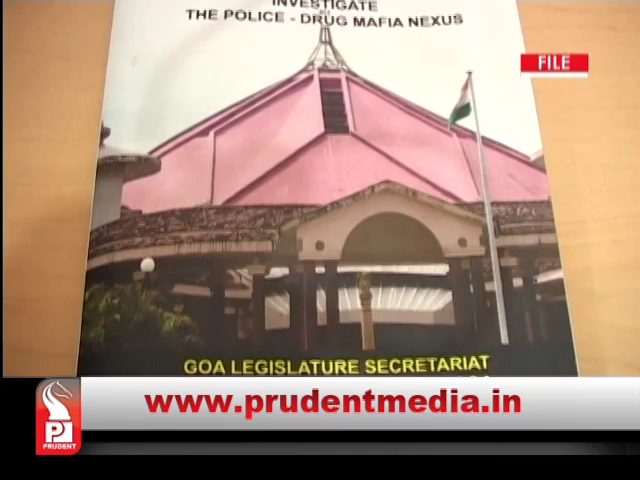 INVESTIGATE
THE POLICE - DRUG MAFIA NEXUS
FILE
GOA LEGISLATURE SECRETARIAT
www.prudentmedia.in
P
PRUDENT